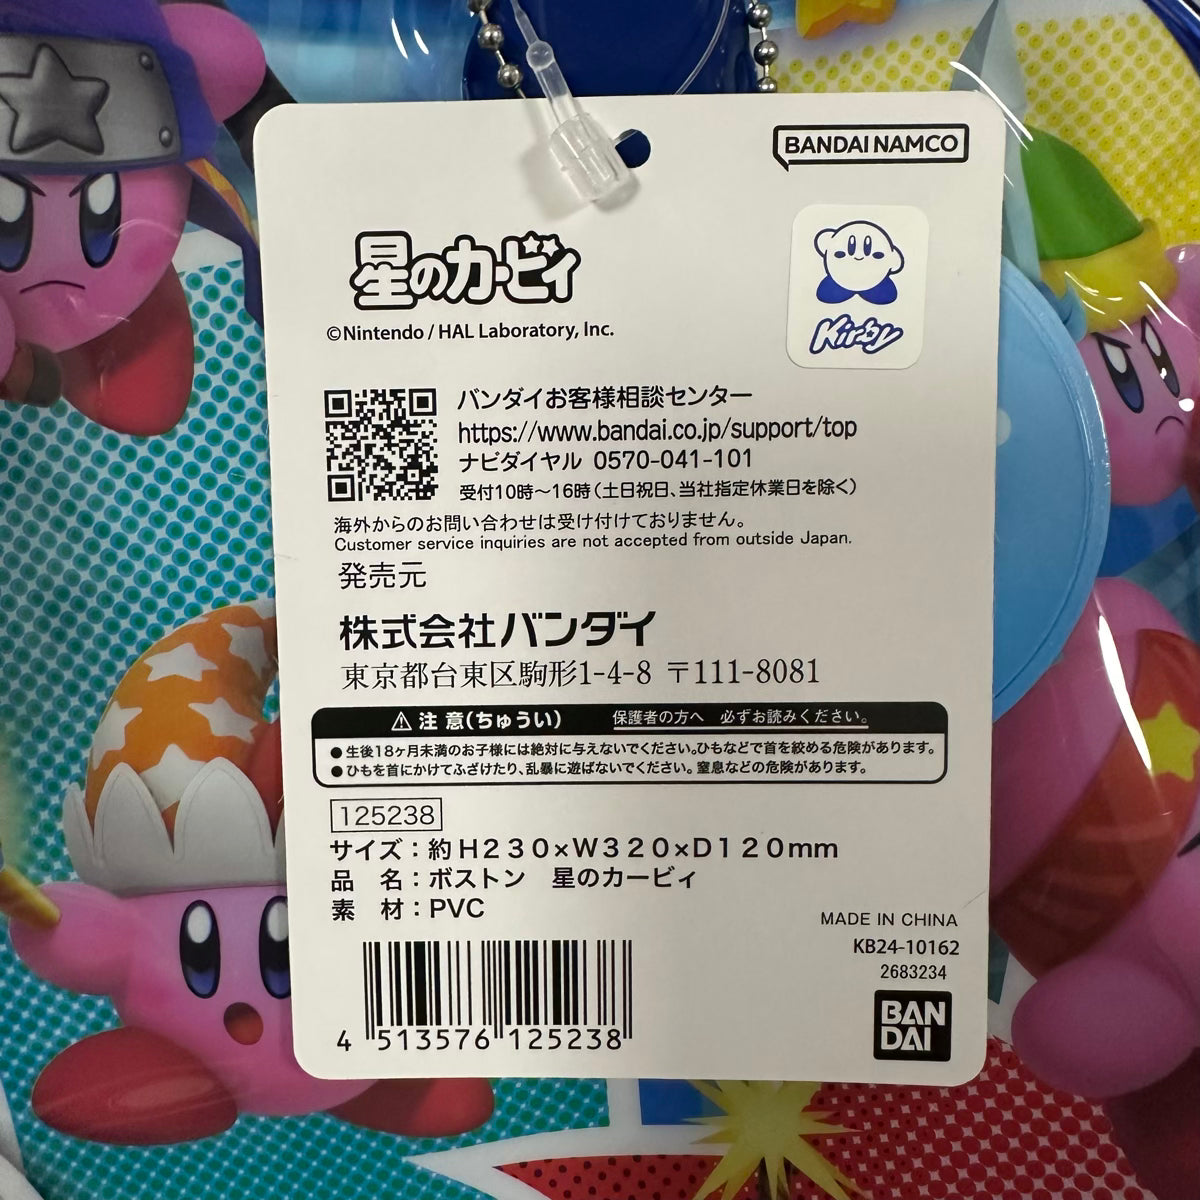 HAL
BANDAI NAMCO
星のカービィ
©Nintendo / HAL Laboratory, Inc.
Kirby
バンダイお客様相談センター
https://www.bandai.co.jp/support/top
ナビダイヤル 0570-041-101
受付10時～16時(土日祝日、当社指定休業日を除く)
海外からのお問い合わせは受け付けておりません。
Customer service inquiries are not accepted from outside Japan.
発売元
株式会社バンダイ
東京都台東区駒形1-4-8 〒111-8081
⚠注意(ちゅうい) 保護者の方へ 必ずお読みください。
●生後18ヶ月未満のお子様には絶対に与えないでください。ひもなどで首を絞める危険があります。
●ひもを首にかけてふざけたり、乱暴に遊ばないでください。窒息などの危険があります。
125238
サイズ：約H230×W320×D120mm
品 名：ボストン 星のカービィ
素 材：PVC
MADE IN CHINA
KB24-10162
2683234
BAN
DAI
4 513576 125238